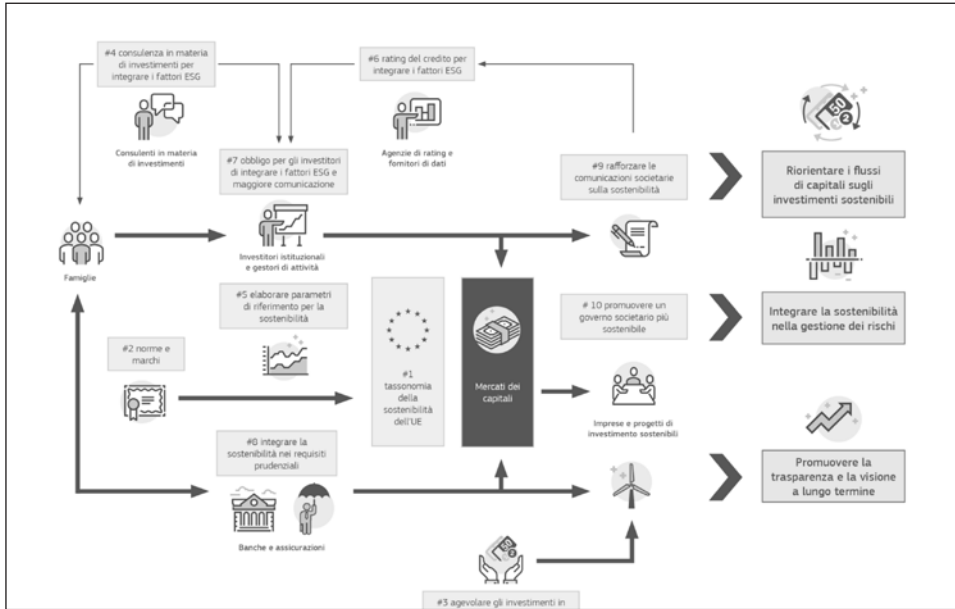 #4 consulenza in materia
di investimenti per
integrare i fattori ESG
#6 rating del credito per
integrare i fattori ESG
Consulenti in materia
di investimenti
Agenzie di rating e
fornitori di dati
#7 obbligo per gli investitori
di integrare i fattori ESG e
maggiore comunicazione
#9 rafforzare le
comunicazioni societarie
sulla sostenibilità
50
2
Riorientare i flussi
di capitali sugli
investimenti sostenibili
Famiglie
Investitori istituzionali
e gestori di attività
#5 elaborare parametri
di riferimento per la
sostenibilità
# 10 promuovere un
governo societario più
sostenibile
Integrare la sostenibilità
nella gestione dei rischi
#2 norme e
marchi
#1
tassonomia
della
sostenibilità
dell'UE
Mercati dei
capitali
Imprese e progetti di
investimento sostenibili
#8 integrare la
sostenibilità nei requisiti
prudenziali
Promuovere la
trasparenza e la visione
a lungo termine
Banche e assicurazioni
50
2
#3 agevolare gli investimenti in